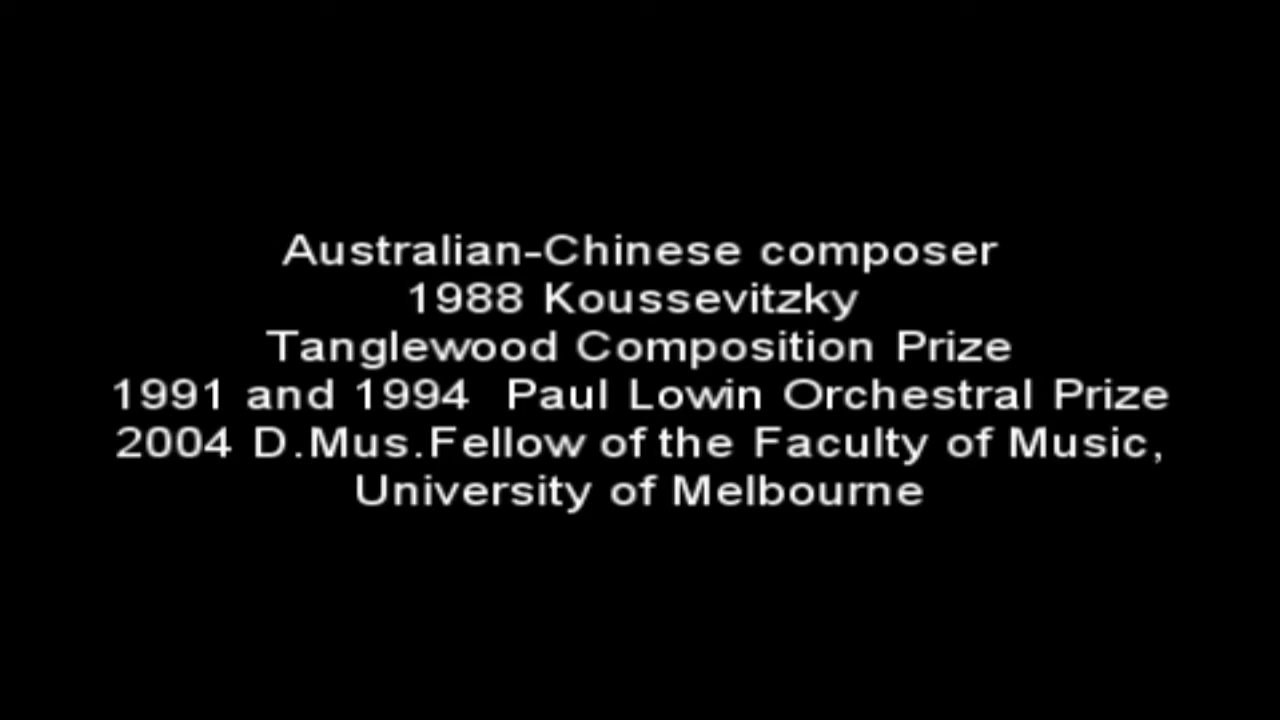 Australian-Chinese composer
1988 Koussevitzky
Tanglewood Composition Prize
1991 and 1994  Paul Lowin Orchestral Prize
2004 D.Mus.Fellow of the Faculty of Music,
University of Melbourne